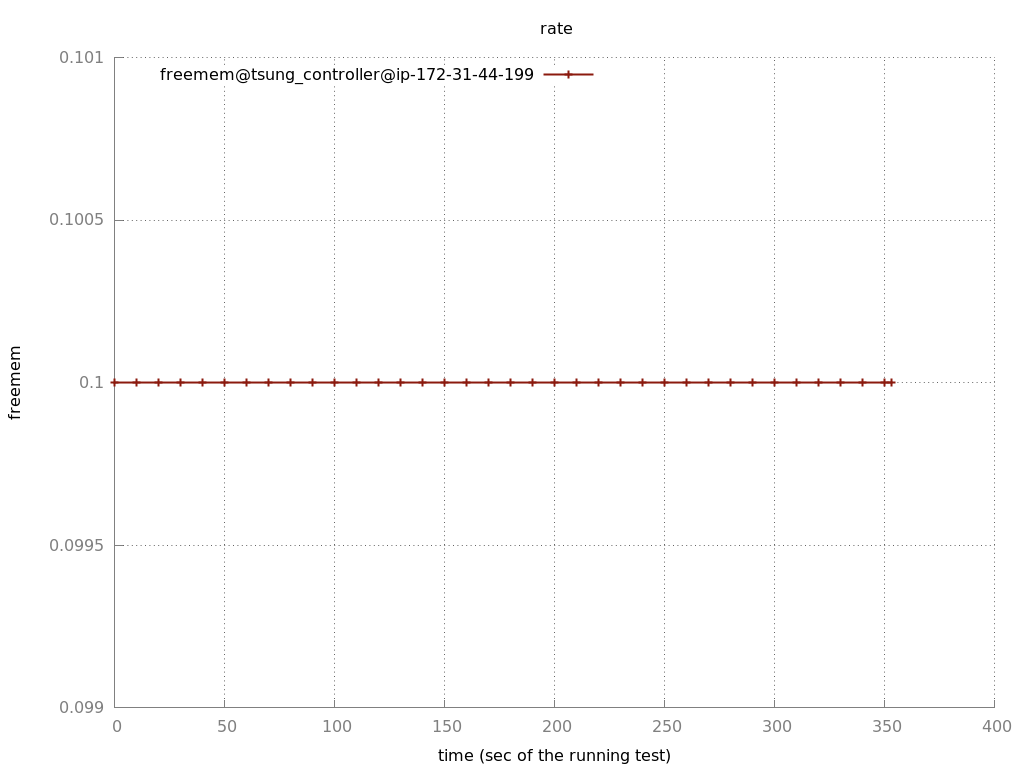 rate
freemem@tsung_controller@ip-172-31-44-199
0.101
0.1005
0.1
0.0995
0.099
freemem
0 50 100 150 200 250 300 350 400
time (sec of the running test)